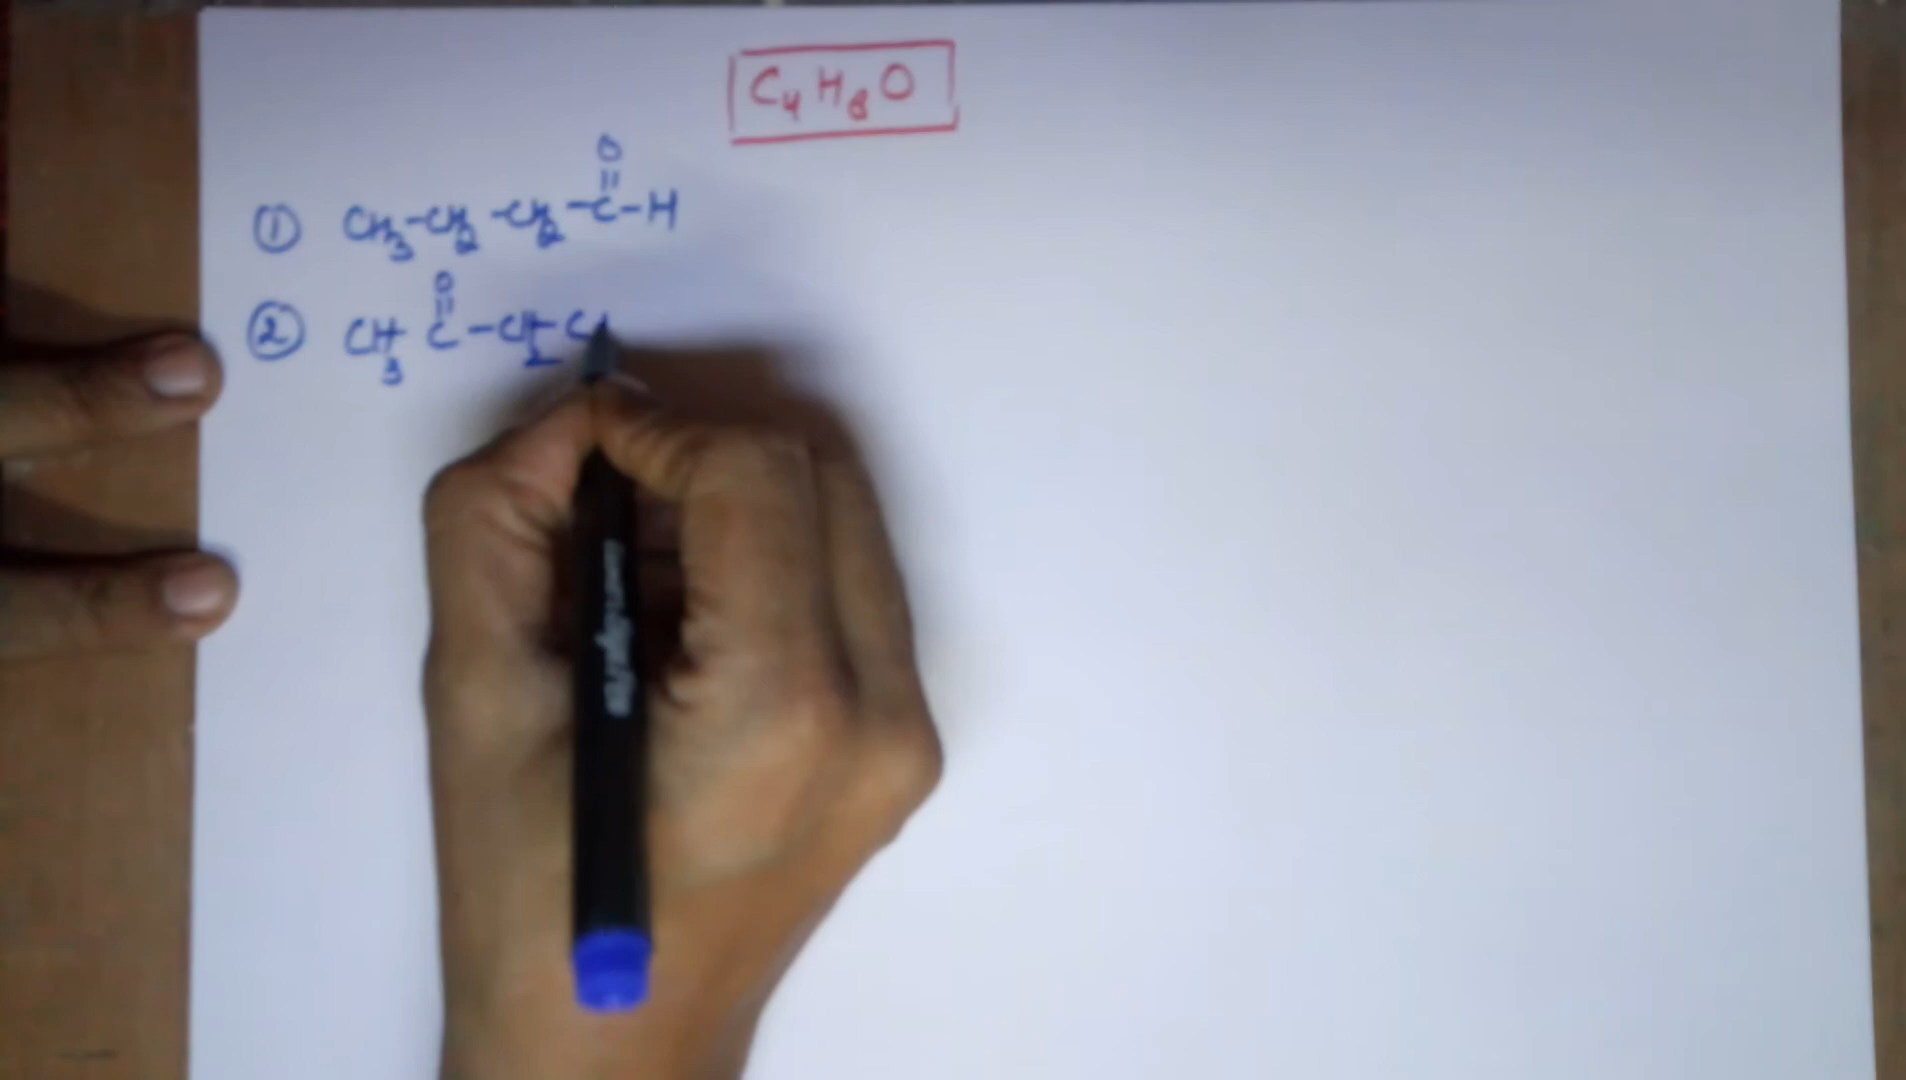 C4H8O
O
① CH3-CH2-CH2-C-H
O
② CH3 C-CH2-C